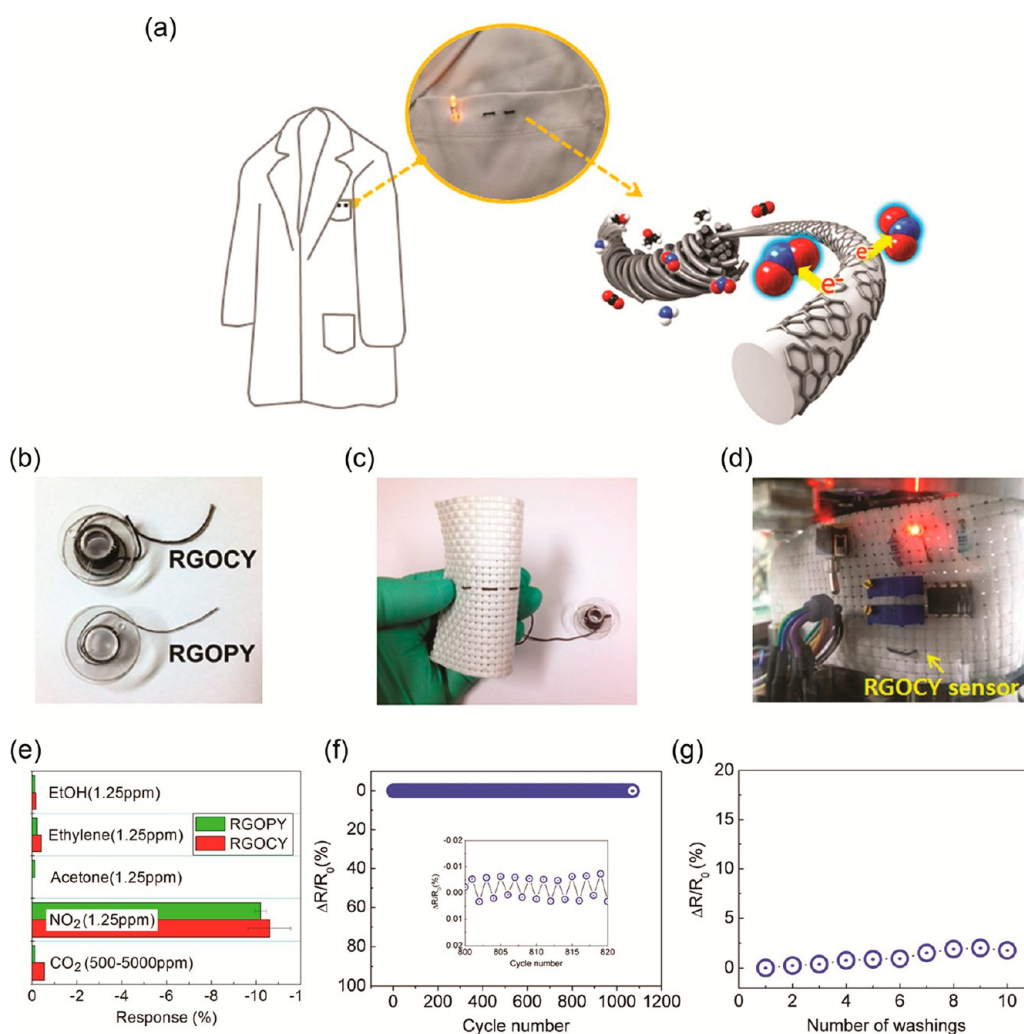 (a)
e⁻
e⁻
(b)
RGOCY
RGOPY
(c)
(d)
RGOCY sensor
(e)
EtOH(1.25ppm)
Ethylene(1.25ppm)
RGOPY
RGOCY
Acetone(1.25ppm)
NO₂(1.25ppm)
CO₂(500-5000ppm)
0 -2 -4 -6 -8 -10 -1
Response (%)
(f)
ΔR/R₀(%)
0
20
40
60
80
100
-0.02
-0.01
0.00
0.01
0.02
ΔR/R₀(%)
800 805 810 815 820
Cycle number
0 200 400 600 800 1000 1200
Cycle number
(g)
ΔR/R₀(%)
20
15
10
5
0
0 2 4 6 8 10
Number of washings